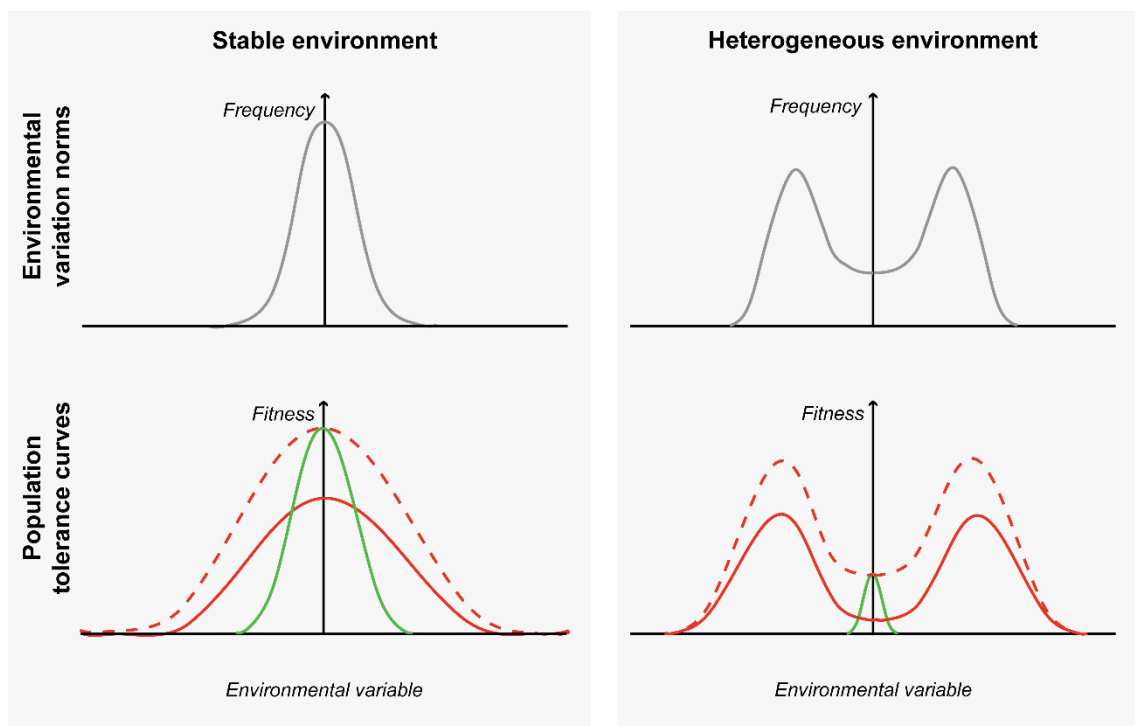 Stable environment
Heterogeneous environment
Environmental
variation norms
Frequency
Frequency
Population
tolerance curves
Fitness
Fitness
Environmental variable
Environmental variable